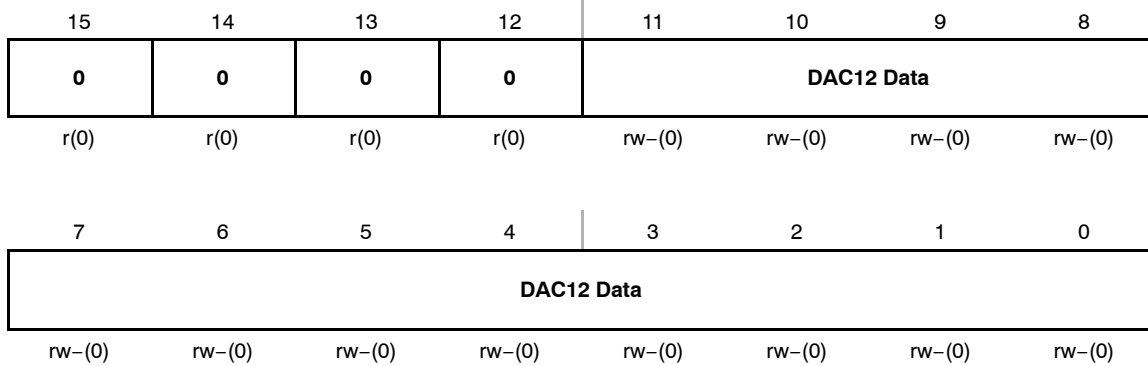 15 14 13 12 11 10 9 8
0 0 0 0 DAC12 Data
r(0) r(0) r(0) r(0) rw−(0) rw−(0) rw−(0) rw−(0)
7 6 5 4 3 2 1 0
DAC12 Data
rw−(0) rw−(0) rw−(0) rw−(0) rw−(0) rw−(0) rw−(0) rw−(0)